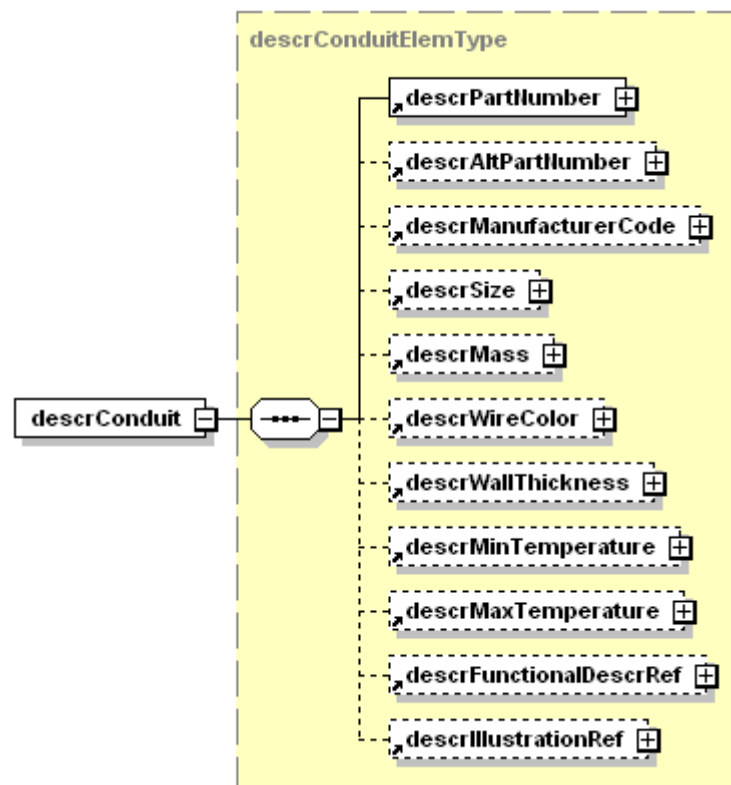 descrConduitElemType
descrPartNumber
descrAltPartNumber
descrManufacturerCode
descrSize
descrMass
descrConduit
descrWireColor
descrWallThickness
descrMinTemperature
descrMaxTemperature
descrFunctionalDescrRef
descrIllustrationRef